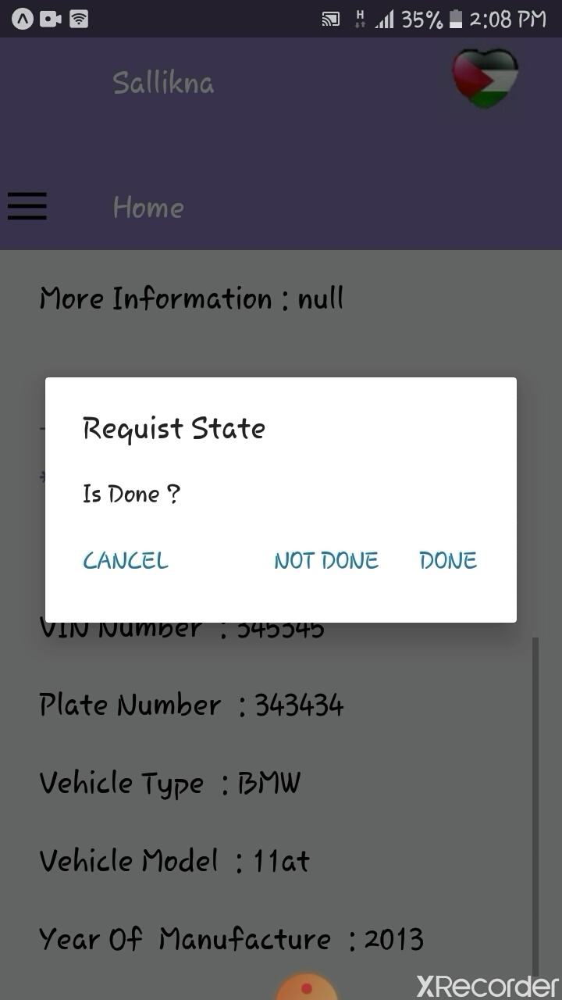 H 35% 2:08 PM
Sallikna
Home
More Information : null
Requist State
Is Done ?
CANCEL NOT DONE DONE
VIN Number : 345345
Plate Number : 343434
Vehicle Type : BMW
Vehicle Model : 11at
Year Of Manufacture : 2013
XRecorder